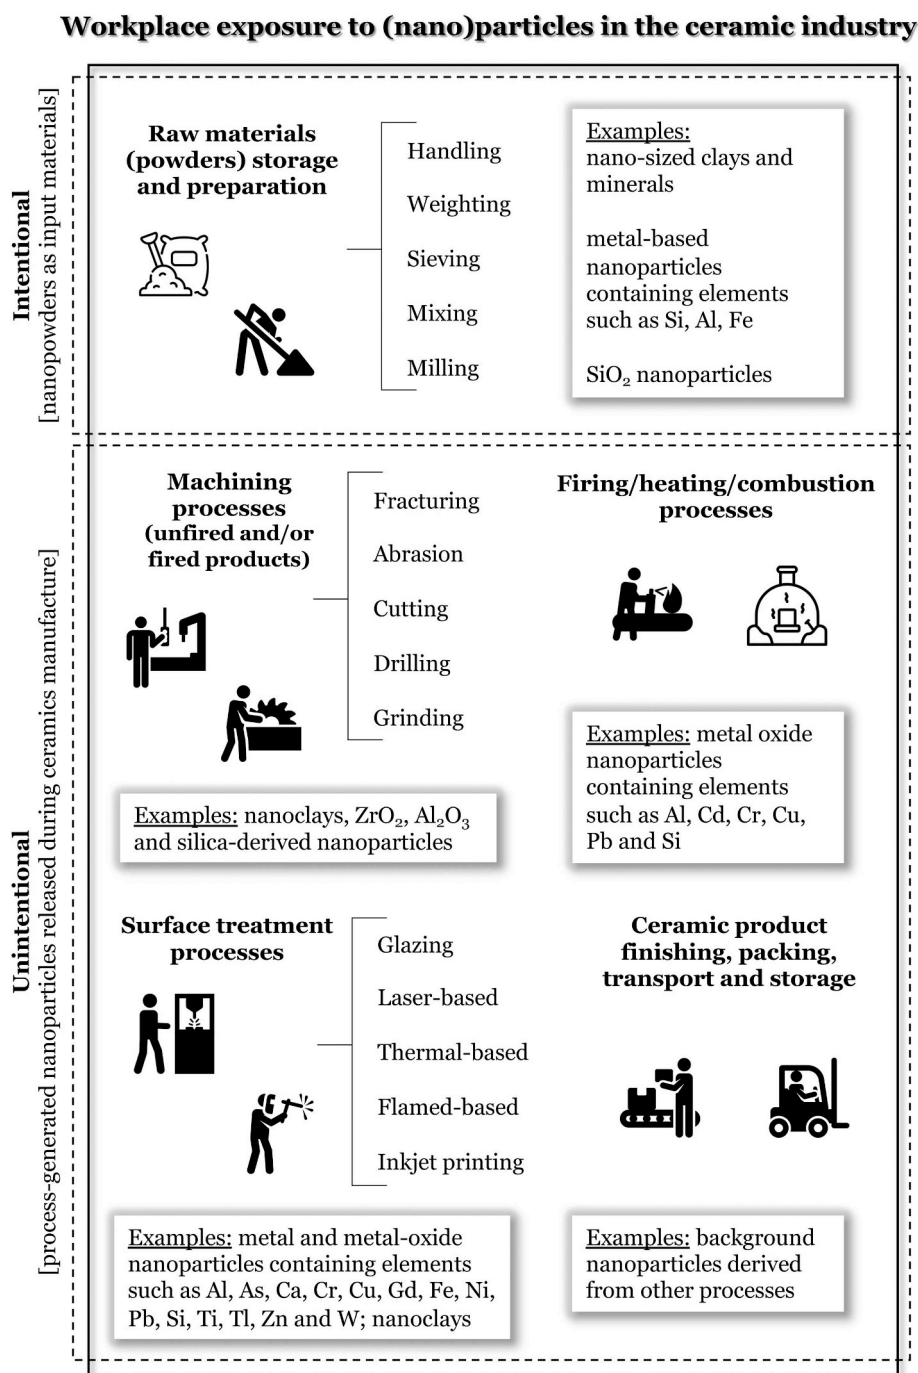 Workplace exposure to (nano)particles in the ceramic industry
Intentional
[nanopowders as input materials]
Raw materials
(powders) storage
and preparation
Handling
Weighting
Sieving
Mixing
Milling
Examples:
nano-sized clays and
minerals
metal-based
nanoparticles
containing elements
such as Si, Al, Fe
SiO₂ nanoparticles
Unintentional
[process-generated nanoparticles released during ceramics manufacture]
Machining
processes
(unfired and/or
fired products)
Fracturing
Abrasion
Cutting
Drilling
Grinding
Examples: nanoclays, ZrO₂, Al₂O₃
and silica-derived nanoparticles
Firing/heating/combustion
processes
Examples: metal oxide
nanoparticles
containing elements
such as Al, Cd, Cr, Cu,
Pb and Si
Surface treatment
processes
Glazing
Laser-based
Thermal-based
Flamed-based
Inkjet printing
Examples: metal and metal-oxide
nanoparticles containing elements
such as Al, As, Ca, Cr, Cu, Gd, Fe, Ni,
Pb, Si, Ti, Tl, Zn and W; nanoclays
Ceramic product
finishing, packing,
transport and storage
Examples: background
nanoparticles derived
from other processes